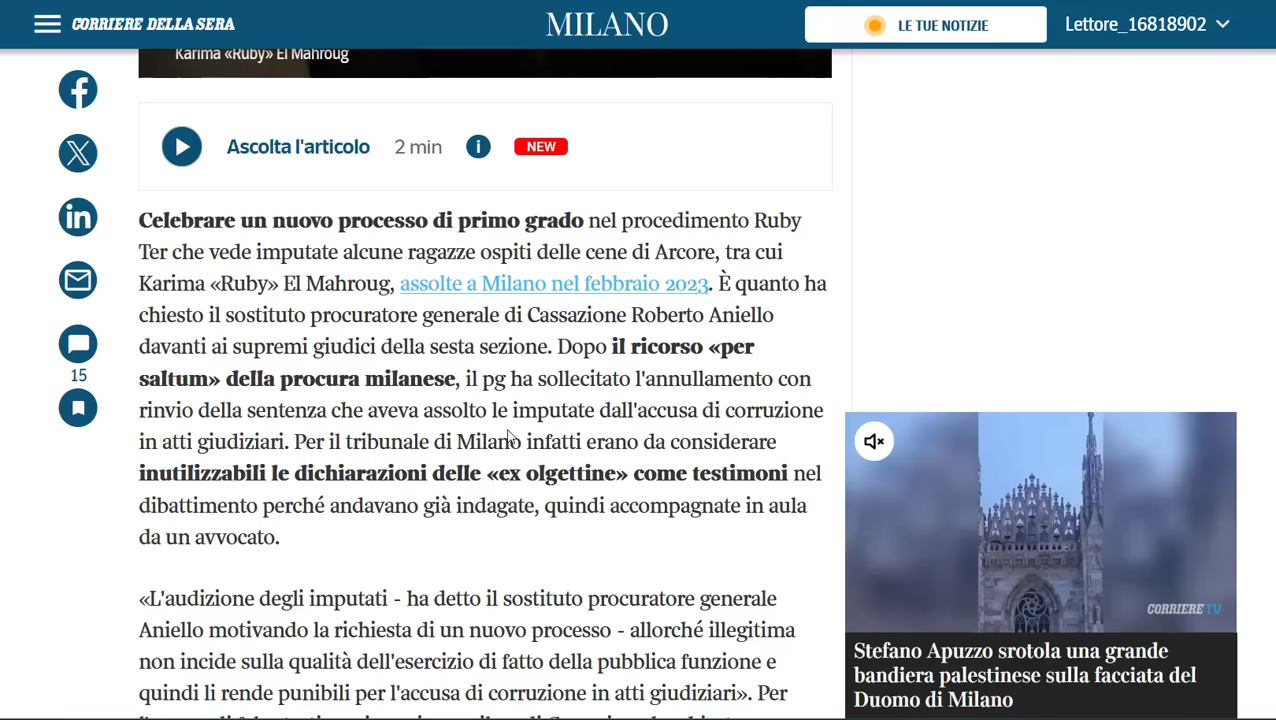 CORRIERE DELLA SERA
MILANO
LE TUE NOTIZIE
Lettore_16818902
Karima «Ruby» El Mahroug
Ascolta l'articolo 2 min i NEW
15
Celebrare un nuovo processo di primo grado nel procedimento Ruby
Ter che vede imputate alcune ragazze ospiti delle cene di Arcore, tra cui
Karima «Ruby» El Mahroug, assolte a Milano nel febbraio 2023. È quanto ha
chiesto il sostituto procuratore generale di Cassazione Roberto Aniello
davanti ai supremi giudici della sesta sezione. Dopo il ricorso «per
saltum» della procura milanese, il pg ha sollecitato l'annullamento con
rinvio della sentenza che aveva assolto le imputate dall'accusa di corruzione
in atti giudiziari. Per il tribunale di Milano infatti erano da considerare
inutilizzabili le dichiarazioni delle «ex olgettine» come testimoni nel
dibattimento perché andavano già indagate, quindi accompagnate in aula
da un avvocato.
«L'audizione degli imputati - ha detto il sostituto procuratore generale
Aniello motivando la richiesta di un nuovo processo - allorché illegitima
non incide sulla qualità dell'esercizio di fatto della pubblica funzione e
quindi li rende punibili per l'accusa di corruzione in atti giudiziari». Per
CORRIERE TV
Stefano Apuzzo srotola una grande
bandiera palestinese sulla facciata del
Duomo di Milano